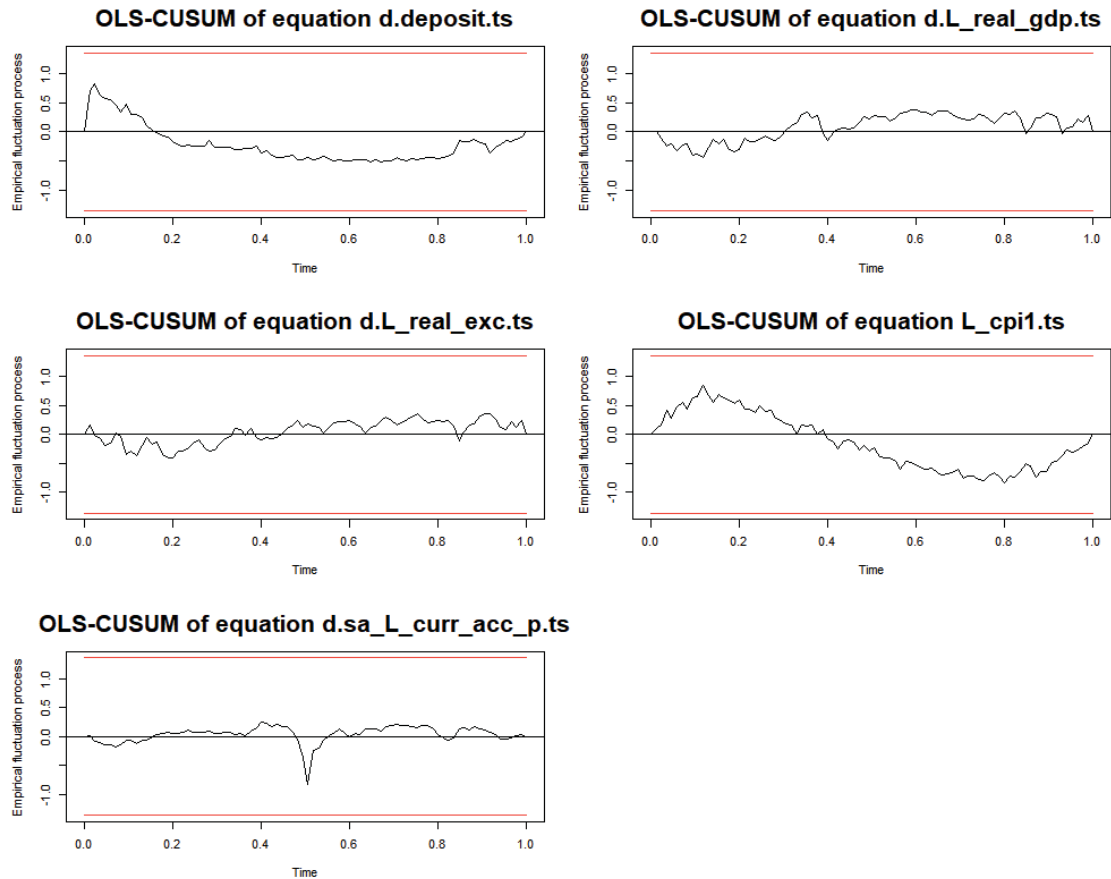 OLS-CUSUM of equation d.deposit.ts
Empirical fluctuation process
1.0
0.5
0.0
-1.0
0.0 0.2 0.4 0.6 0.8 1.0
Time
OLS-CUSUM of equation d.L_real_gdp.ts
Empirical fluctuation process
1.0
0.5
0.0
-1.0
0.0 0.2 0.4 0.6 0.8 1.0
Time
OLS-CUSUM of equation d.L_real_exc.ts
Empirical fluctuation process
1.0
0.5
0.0
-1.0
0.0 0.2 0.4 0.6 0.8 1.0
Time
OLS-CUSUM of equation L_cpi1.ts
Empirical fluctuation process
1.0
0.5
0.0
-1.0
0.0 0.2 0.4 0.6 0.8 1.0
Time
OLS-CUSUM of equation d.sa_L_curr_acc_p.ts
Empirical fluctuation process
1.0
0.5
0.0
-1.0
0.0 0.2 0.4 0.6 0.8 1.0
Time